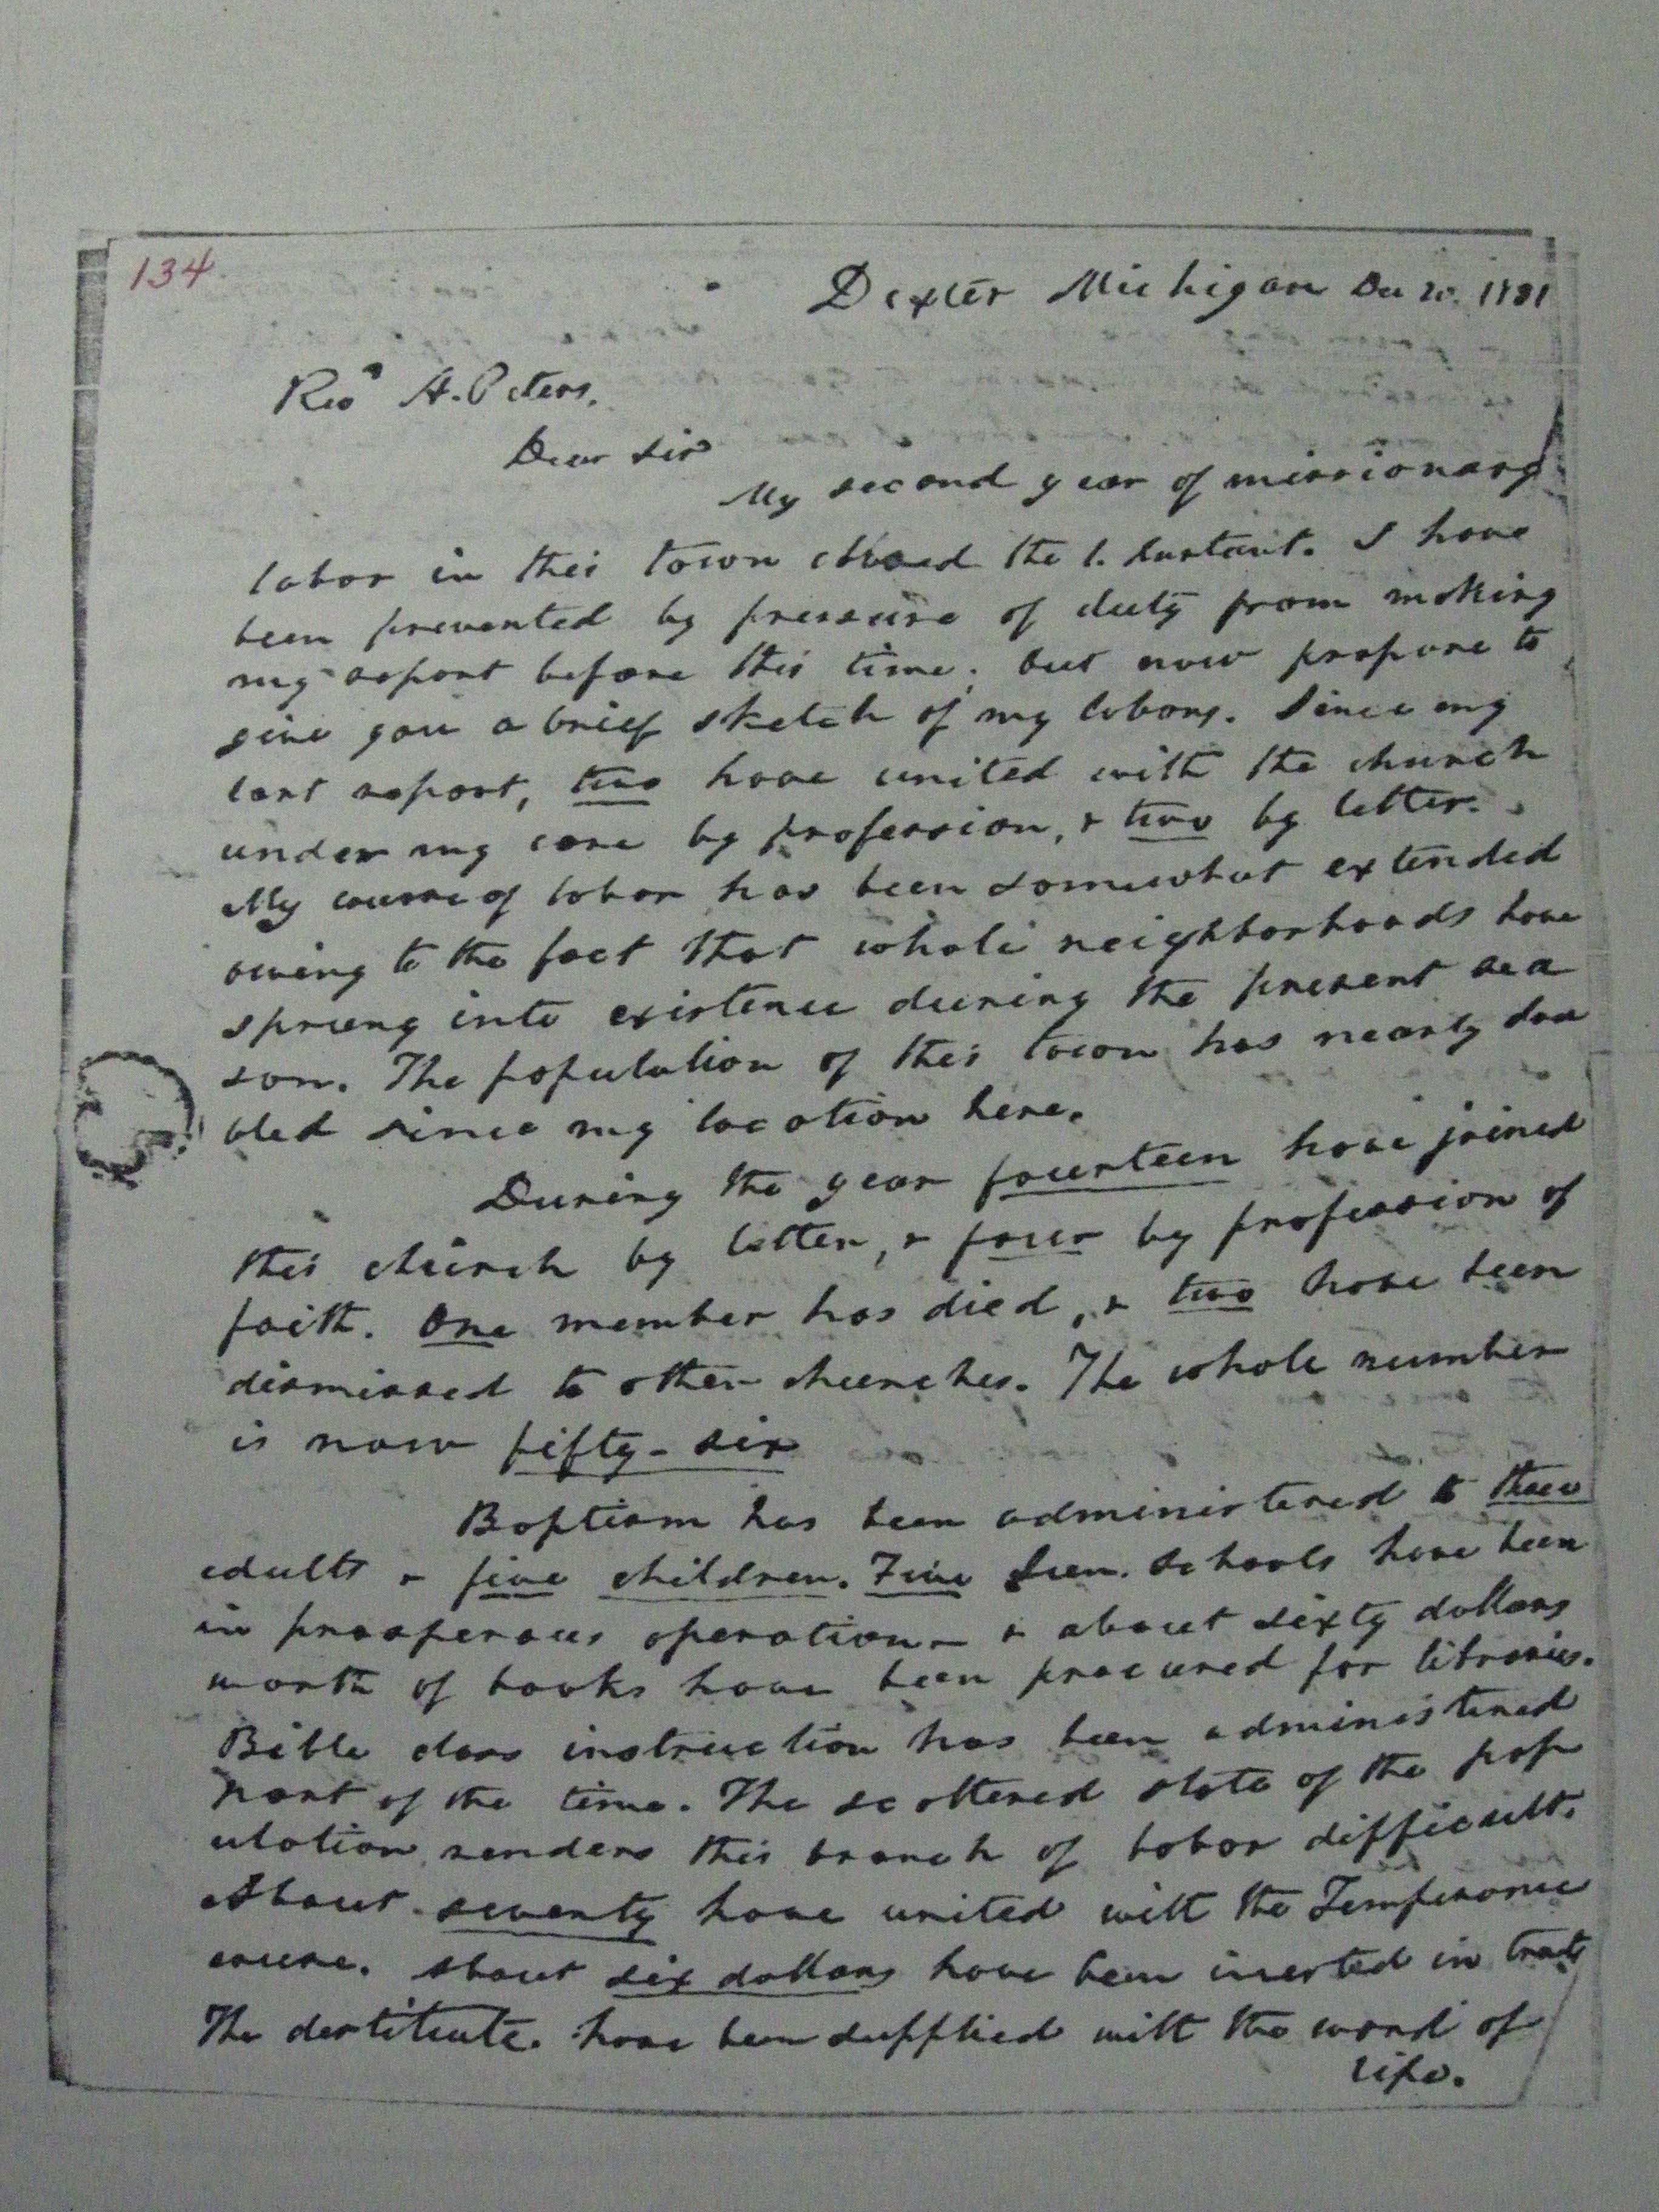 134
Dexter Michigan Dec 20. 1831
Revd A. Peters.
Dear Sir
My second year of missionary
labor in this town closed the 1. Instant. I have
been prevented by pressure of duty from making
my report before this time; but now prepare to
give you a brief sketch of my labors. Since my
last report, two have united with the church
under my care by profession, & two by letter.
My course of labor has been somewhat extended
owing to the fact that whole neighborhoods have
sprung into existence during the present sea
son. The population of this town has nearly dou
bled since my location here.
During the year fourteen have joined
this church by letter, & four by profession of
faith. One member has died, & two have been
dismissed to other churches. The whole number
is now fifty-six
Baptism has been administered to three
adults & five children. Five Sun. Schools have been
in prosperous operation & about sixty dollars
worth of books have been procured for libraries.
Bible class instruction has been administered
part of the time. The scattered state of the pop
ulation renders this branch of labor difficult.
About seventy have united with the Temperance
cause. About six dollars have been invested in tracts
The destitute have been supplied with the word of
life.